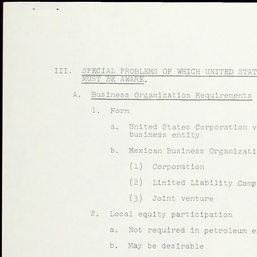 III. SPECIAL PROBLEMS OF WHICH UNITED STAT
MUST BE AWARE.
A. Business Organization Requirements
1. Form
a. United States Corporation v
business entity
b. Mexican Business Organizati
(1) Corporation
(2) Limited Liability Comp
(3) Joint venture
2. Local equity participation
a. Not required in petroleum e
b. May be desirable